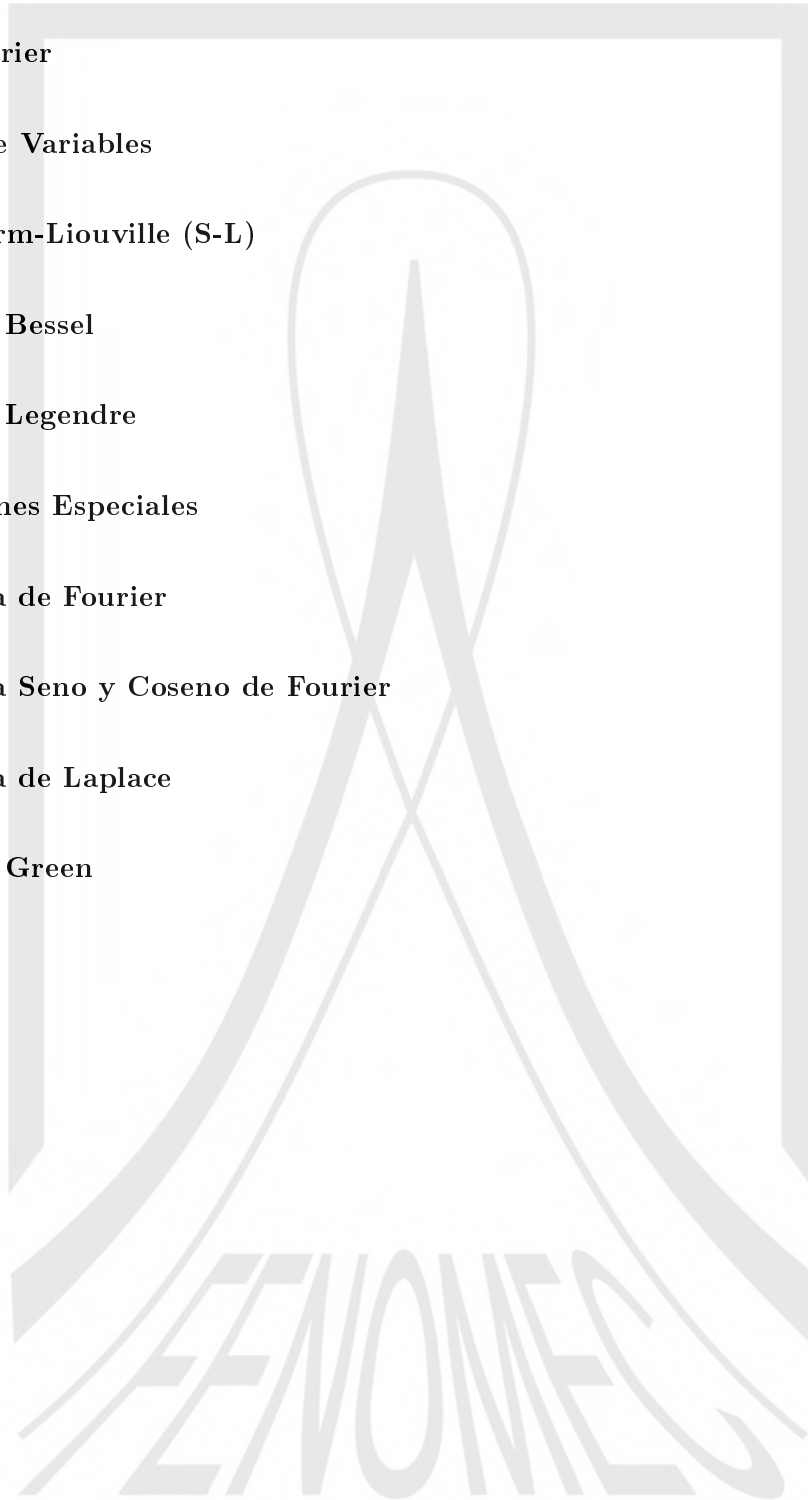 rier
e Variables
rm-Liouville (S-L)
Bessel
Legendre
nes Especiales
a de Fourier
a Seno y Coseno de Fourier
a de Laplace
Green
FENOMEC